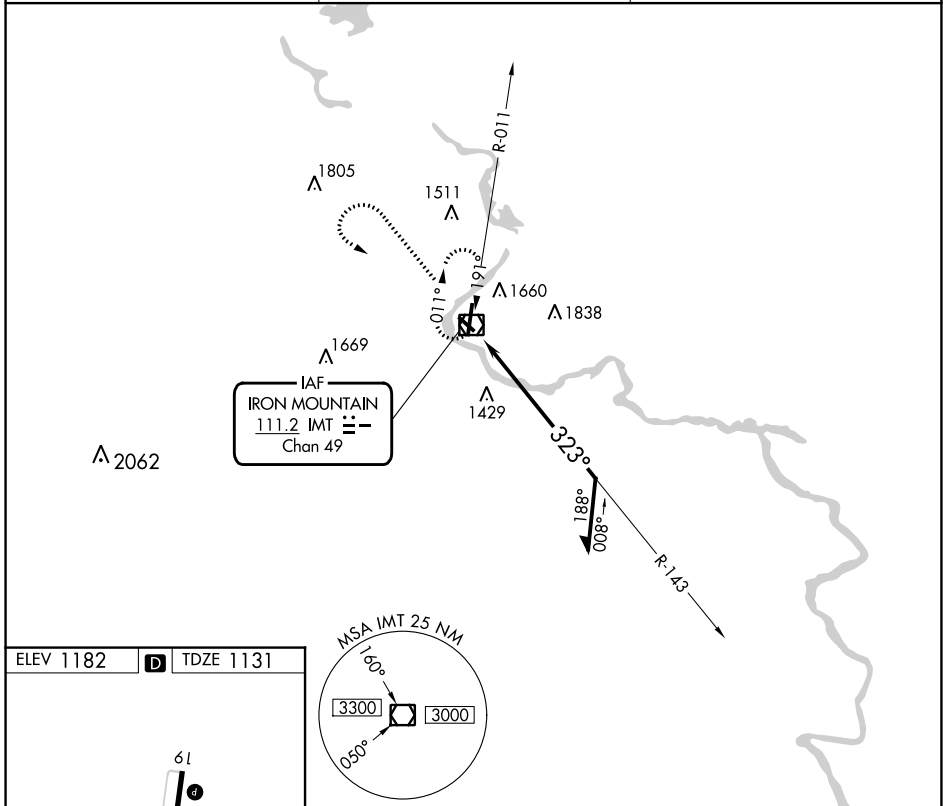 R-011
1805
1511
191°
011°
1660
1838
1669
IAF
IRON MOUNTAIN
111.2 IMT
Chan 49
1429
2062
323°
188°
008°
R-143
MSA IMT 25 NM
160°
3300
3000
050°
ELEV 1182
D
TDZE 1131
19
P